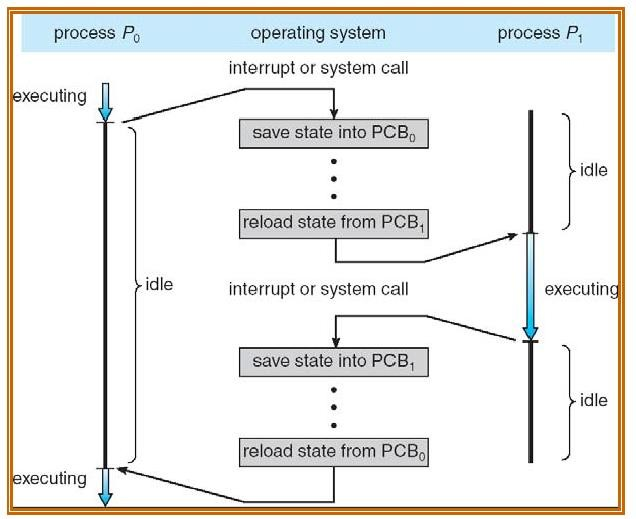 process P₀ operating system process P₁
interrupt or system call
executing
save state into PCB₀
idle
reload state from PCB₁
idle
interrupt or system call
executing
save state into PCB₁
idle
reload state from PCB₀
executing